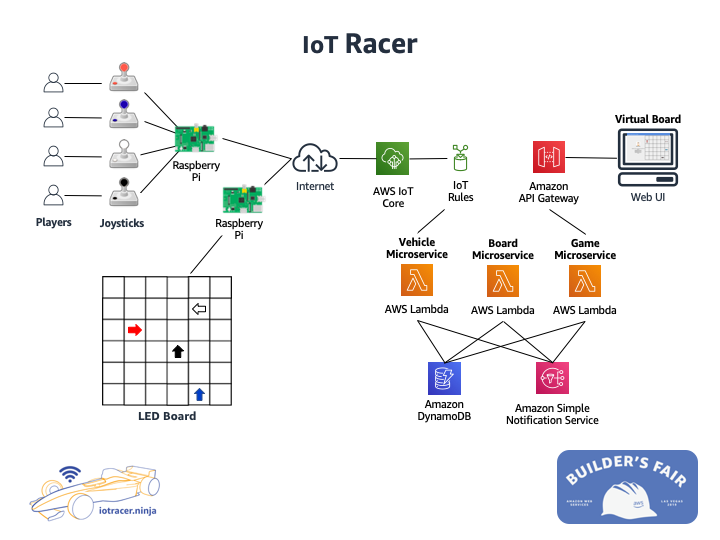 IoT Racer
Virtual Board
Raspberry
Pi
Internet
AWS IoT
Core
IoT
Rules
Amazon
API Gateway
Web UI
Players
Joysticks
Raspberry
Pi
Vehicle
Microservice
Board
Microservice
Game
Microservice
AWS Lambda
AWS Lambda
AWS Lambda
LED Board
Amazon
DynamoDB
Amazon Simple
Notification Service
iotracer.ninja
BUILDER'S FAIR
AMAZON WEB
SERVICES
aws
LAS VEGAS
2019